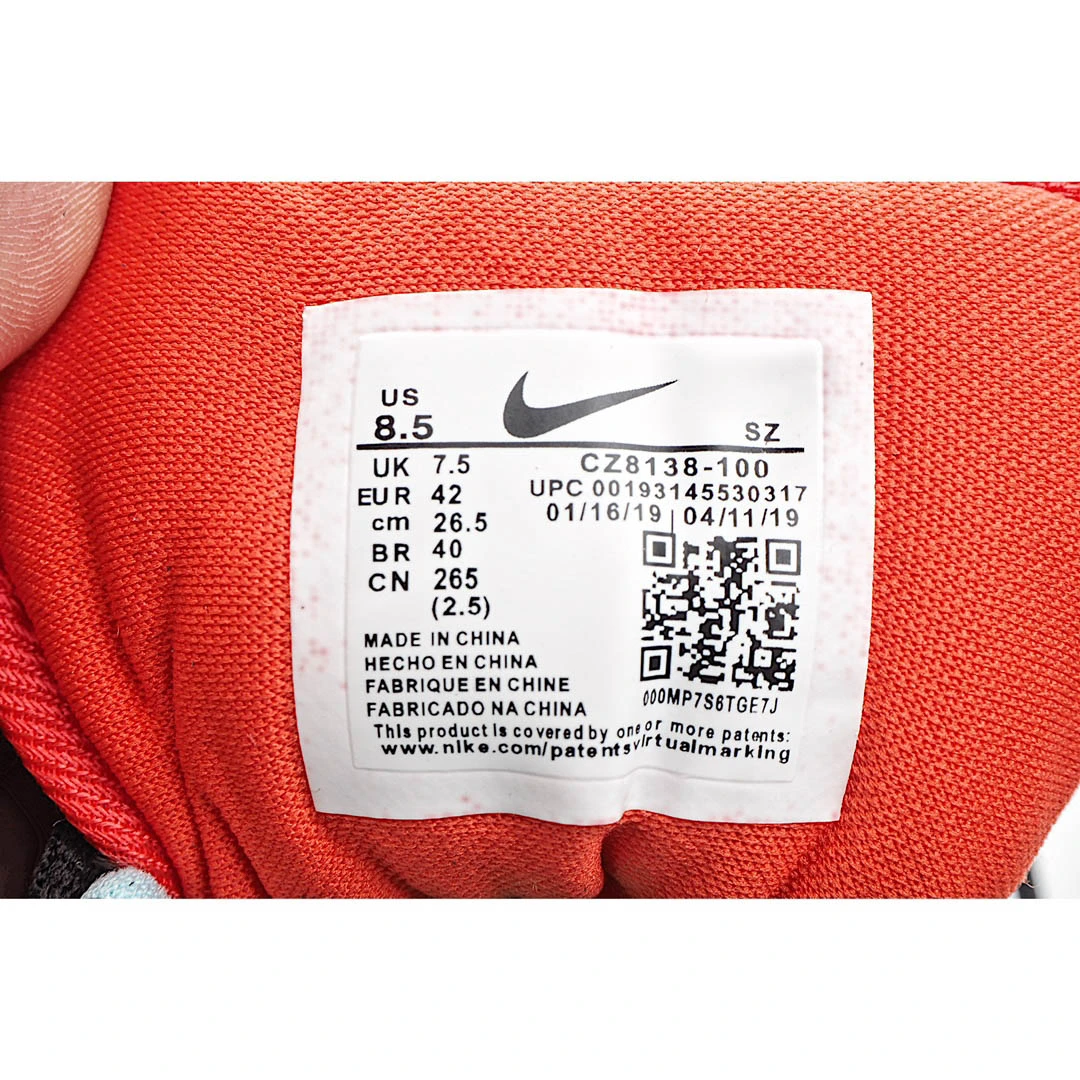 US
8.5 SZ
UK 7.5 CZ8138-100
EUR 42 UPC 00193145530317
cm 26.5 01/16/19 | 04/11/19
BR 40
CN 265
(2.5)
MADE IN CHINA
HECHO EN CHINA
FABRIQUE EN CHINE
FABRICADO NA CHINA
000MP7S6TGE7J
This product is covered by one or more patents:
www.nike.com/patentsvirtualmarking